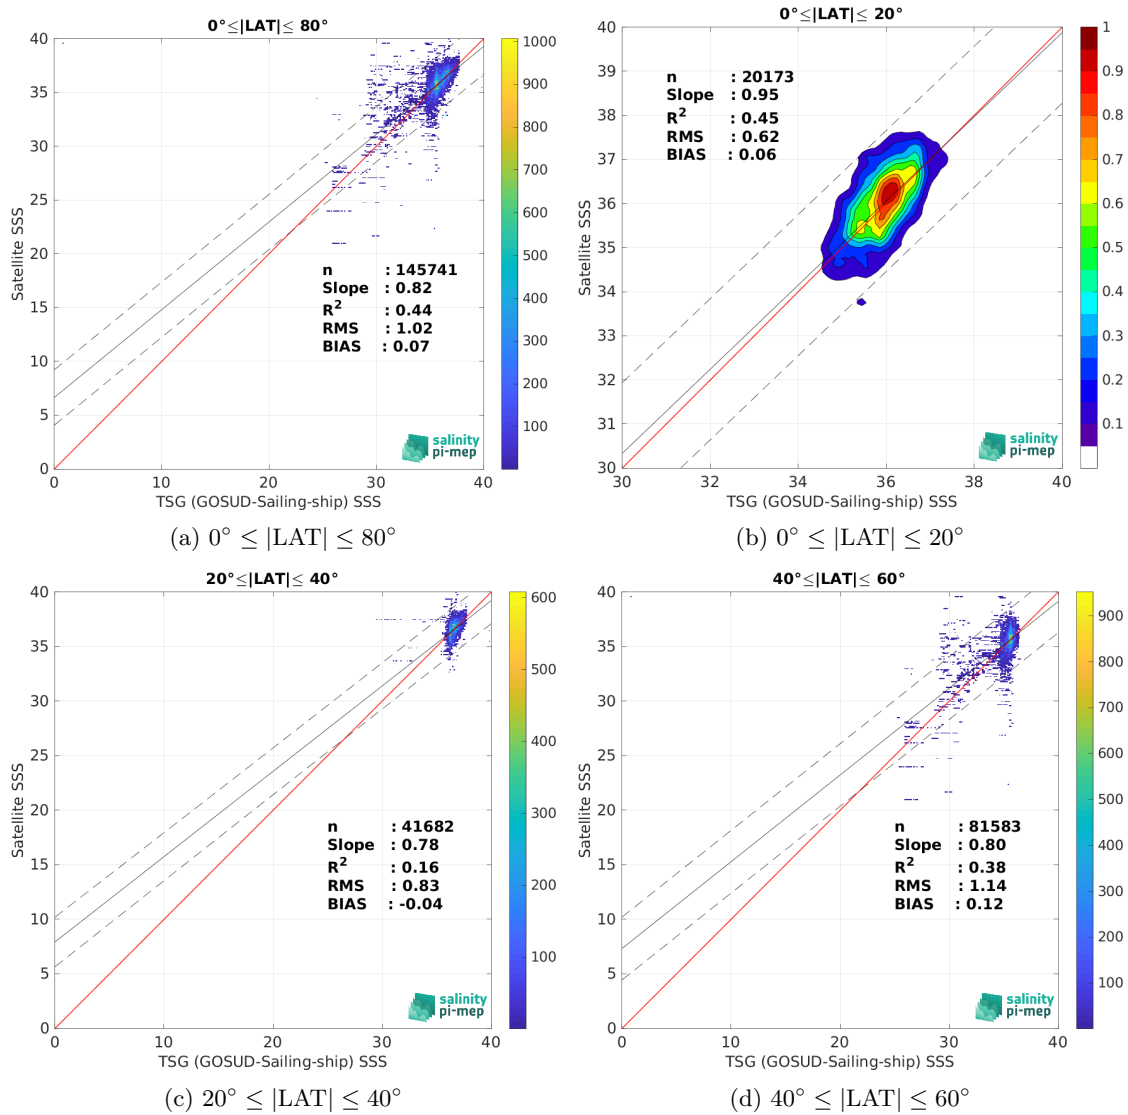 0°≤|LAT|≤ 80°
40
35
30
25
20
15
10
5
0
Satellite SSS
n : 145741
Slope : 0.82
R² : 0.44
RMS : 1.02
BIAS : 0.07
salinity
pi-mep
0 10 20 30 40
TSG (GOSUD-Sailing-ship) SSS
1000
900
800
700
600
500
400
300
200
100
(a) 0° ≤ |LAT| ≤ 80°
0°≤|LAT|≤ 20°
40
39
38
37
36
35
34
33
32
31
30
Satellite SSS
n : 20173
Slope : 0.95
R² : 0.45
RMS : 0.62
BIAS : 0.06
salinity
pi-mep
30 32 34 36 38 40
TSG (GOSUD-Sailing-ship) SSS
1
0.9
0.8
0.7
0.6
0.5
0.4
0.3
0.2
0.1
(b) 0° ≤ |LAT| ≤ 20°
20°≤|LAT|≤ 40°
40
35
30
25
20
15
10
5
0
Satellite SSS
n : 41682
Slope : 0.78
R² : 0.16
RMS : 0.83
BIAS : -0.04
salinity
pi-mep
0 10 20 30 40
TSG (GOSUD-Sailing-ship) SSS
600
500
400
300
200
100
(c) 20° ≤ |LAT| ≤ 40°
40°≤|LAT|≤ 60°
40
35
30
25
20
15
10
5
0
Satellite SSS
n : 81583
Slope : 0.80
R² : 0.38
RMS : 1.14
BIAS : 0.12
salinity
pi-mep
0 10 20 30 40
TSG (GOSUD-Sailing-ship) SSS
900
800
700
600
500
400
300
200
100
0
(d) 40° ≤ |LAT| ≤ 60°